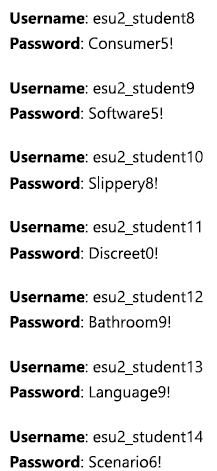 Username: esu2_student8
Password: Consumer5!
Username: esu2_student9
Password: Software5!
Username: esu2_student10
Password: Slippery8!
Username: esu2_student11
Password: Discreet0!
Username: esu2_student12
Password: Bathroom9!
Username: esu2_student13
Password: Language9!
Username: esu2_student14
Password: Scenario6!